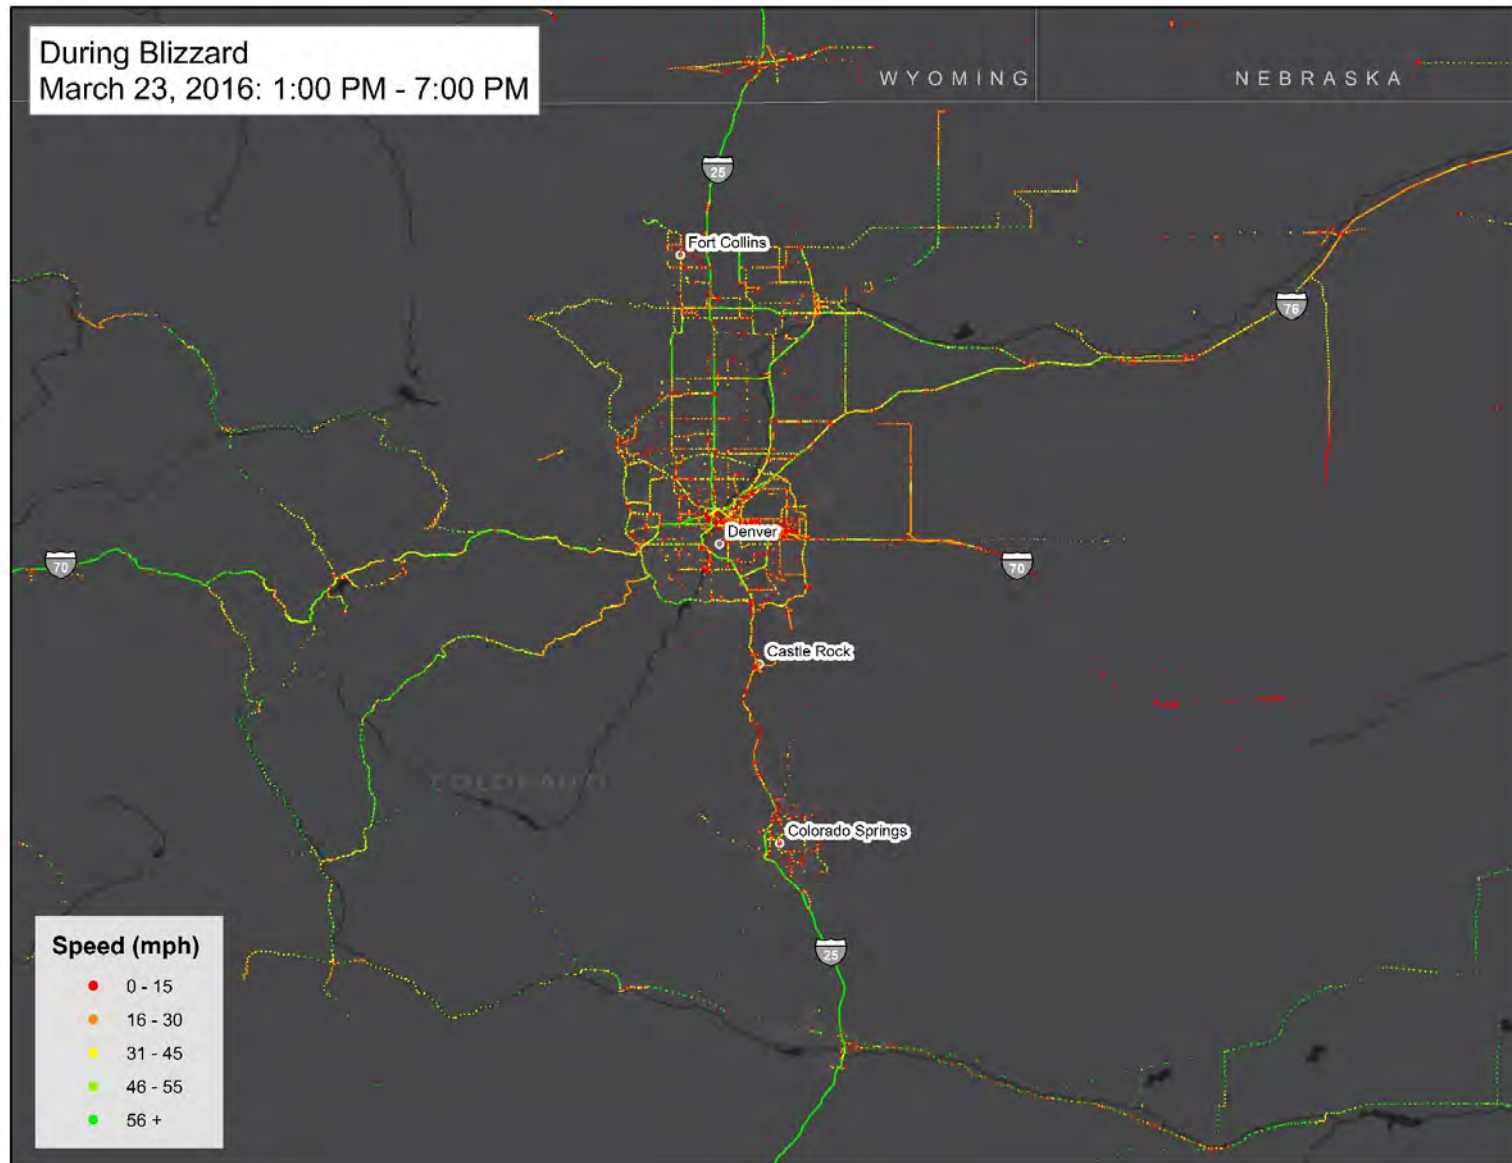 During Blizzard
March 23, 2016: 1:00 PM - 7:00 PM
WYOMING
NEBRASKA
25
Fort Collins
76
Denver
70
70
Castle Rock
COLORADO
Colorado Springs
25
Speed (mph)
0 - 15
16 - 30
31 - 45
46 - 55
56 +